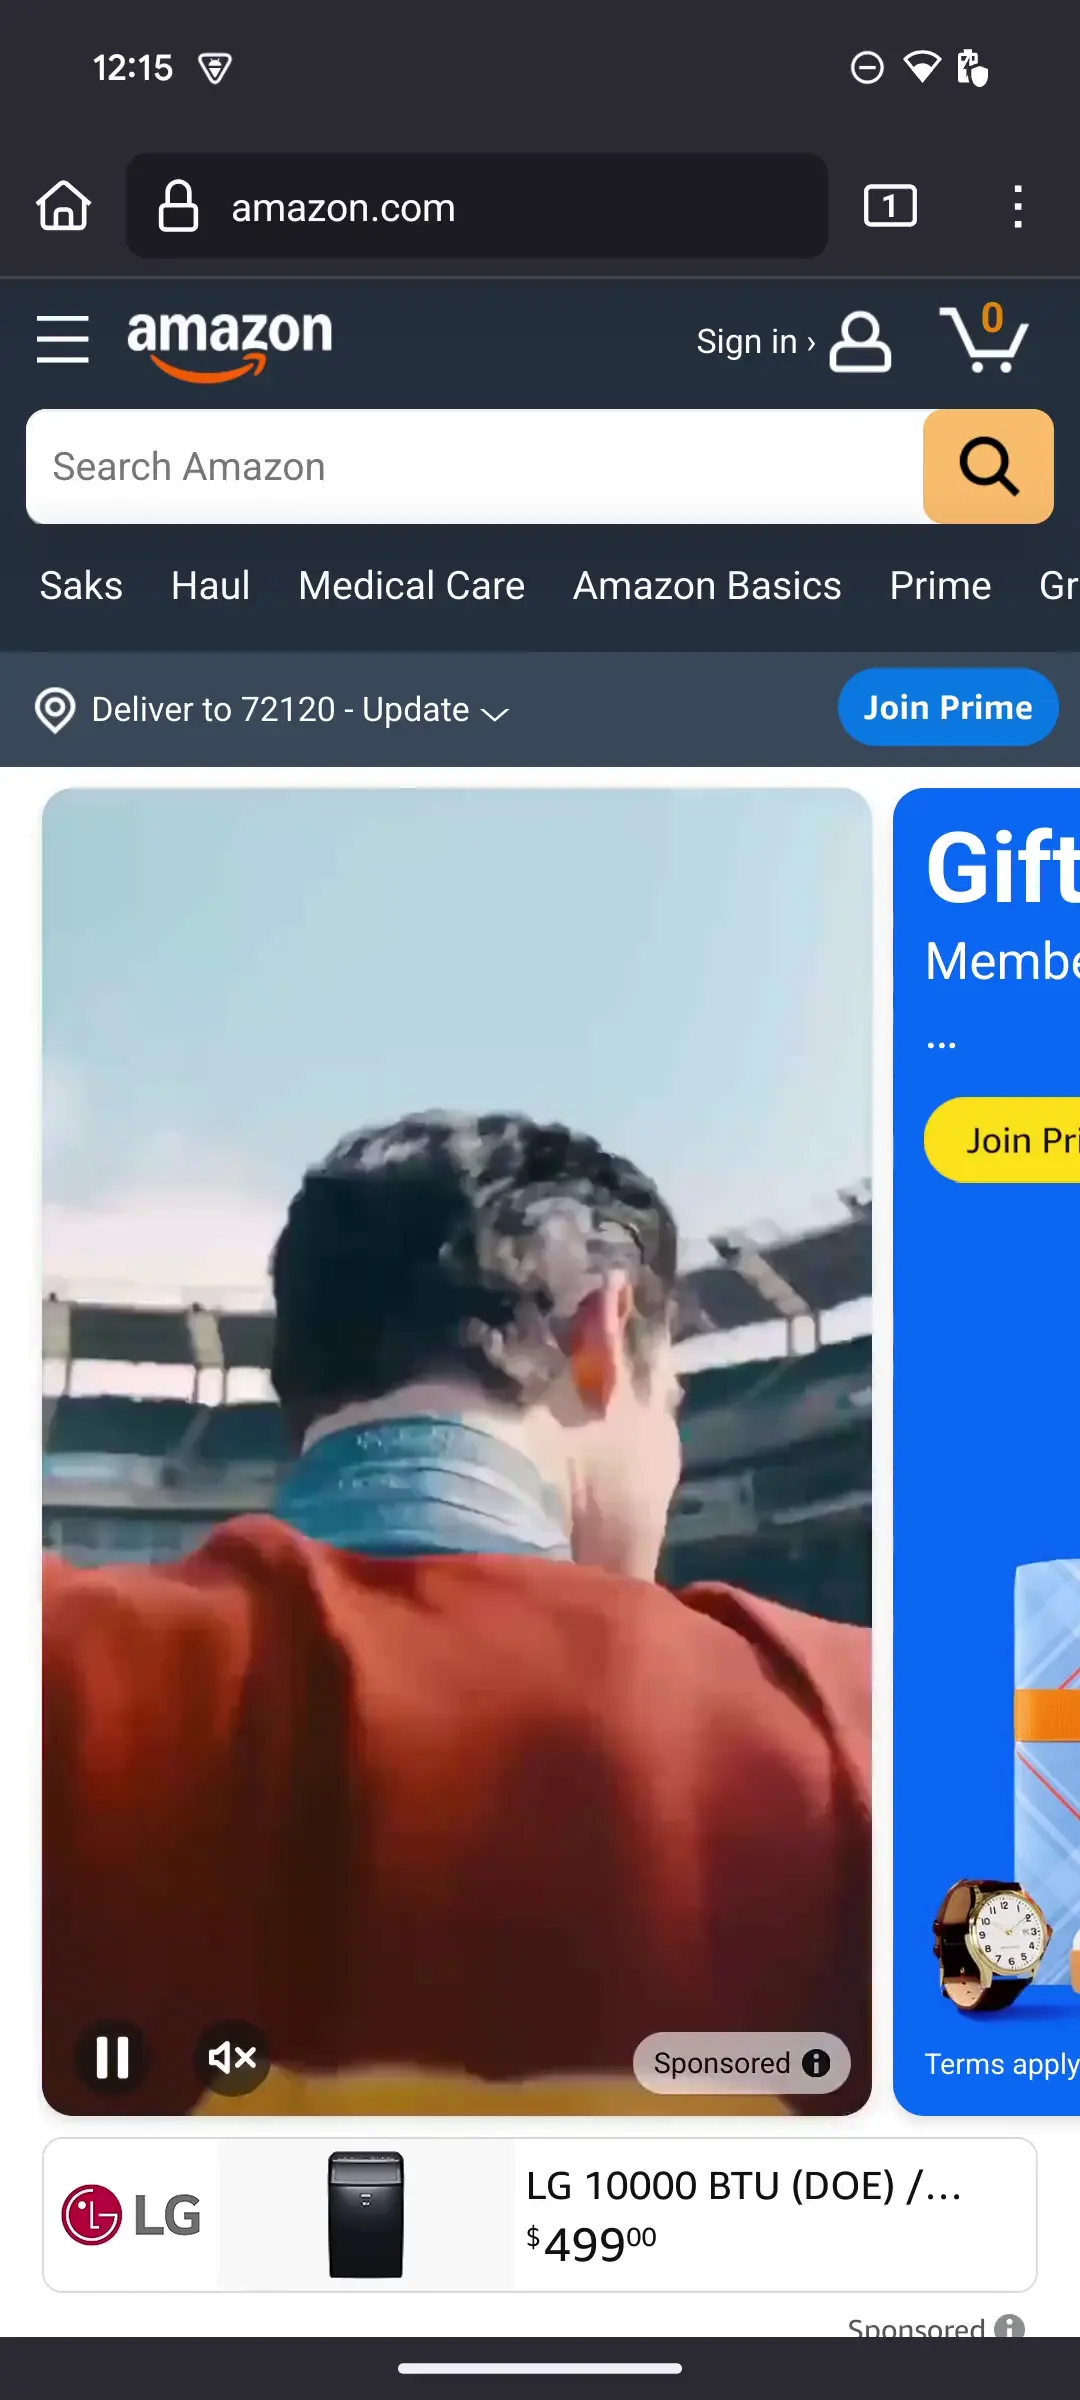 12:15
amazon.com
1
amazon
Sign in ›
0
Search Amazon
Saks Haul Medical Care Amazon Basics Prime Gr
Deliver to 72120 - Update
Join Prime
Gift
Membe
...
Join Pri
Sponsored
Terms apply
LG
LG 10000 BTU (DOE) /...
$49900
Sponsored